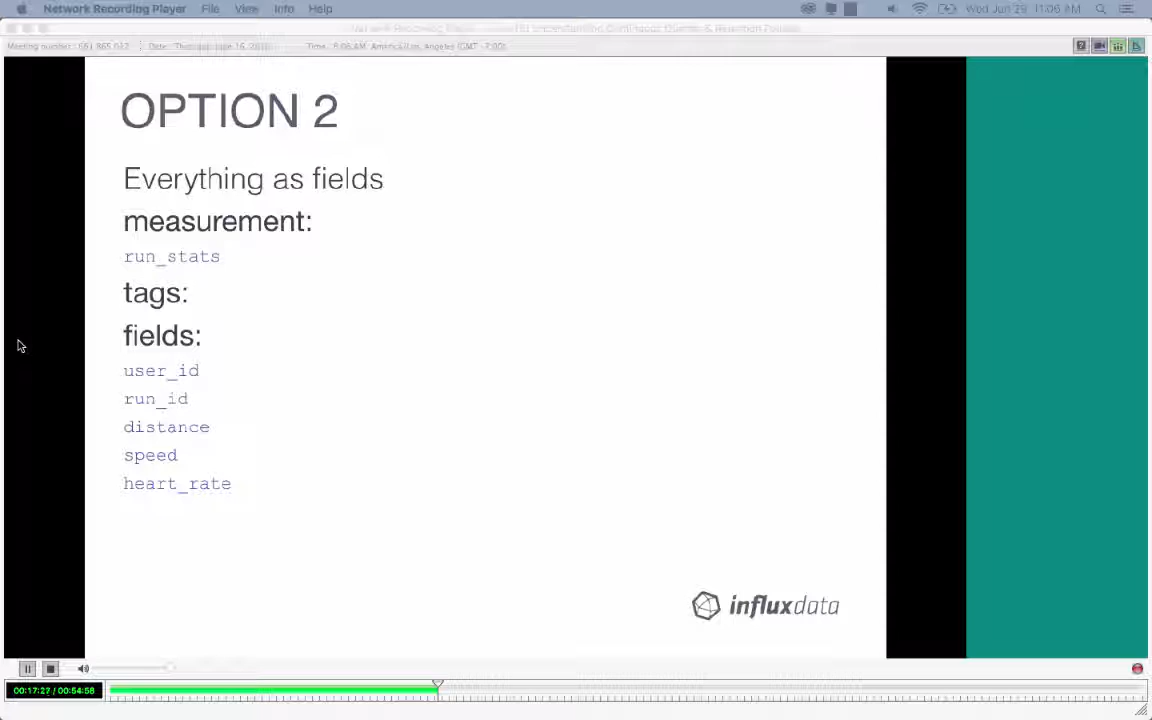 Network Recording Player File View Info Help
Wed Jun 29 11:06 AM
OPTION 2
Everything as fields
measurement:
run_stats
tags:
fields:
user_id
run_id
distance
speed
heart_rate
influxdata
00:17:27 / 00:54:58